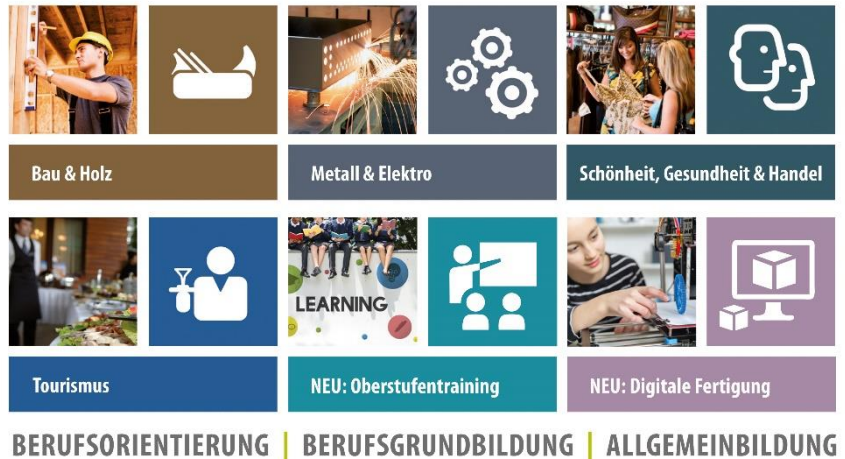 Bau & Holz
Metall & Elektro
Schönheit, Gesundheit & Handel
LEARNING
Tourismus
NEU: Oberstufentraining
NEU: Digitale Fertigung
BERUFSORIENTIERUNG | BERUFSGRUNDBILDUNG | ALLGEMEINBILDUNG